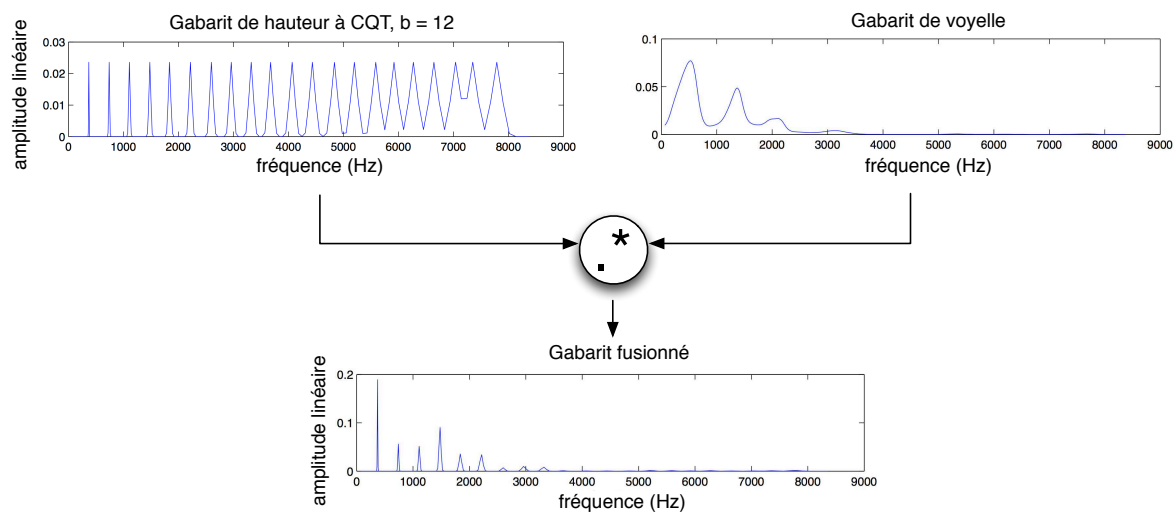 Gabarit de hauteur à CQT, b = 12
amplitude linéaire
0.03
0.02
0.01
0
0 1000 2000 3000 4000 5000 6000 7000 8000 9000
fréquence (Hz)
Gabarit de voyelle
0.1
0.05
0
0 1000 2000 3000 4000 5000 6000 7000 8000 9000
fréquence (Hz)
.*
Gabarit fusionné
amplitude linéaire
0.2
0.1
0
0 1000 2000 3000 4000 5000 6000 7000 8000 9000
fréquence (Hz)